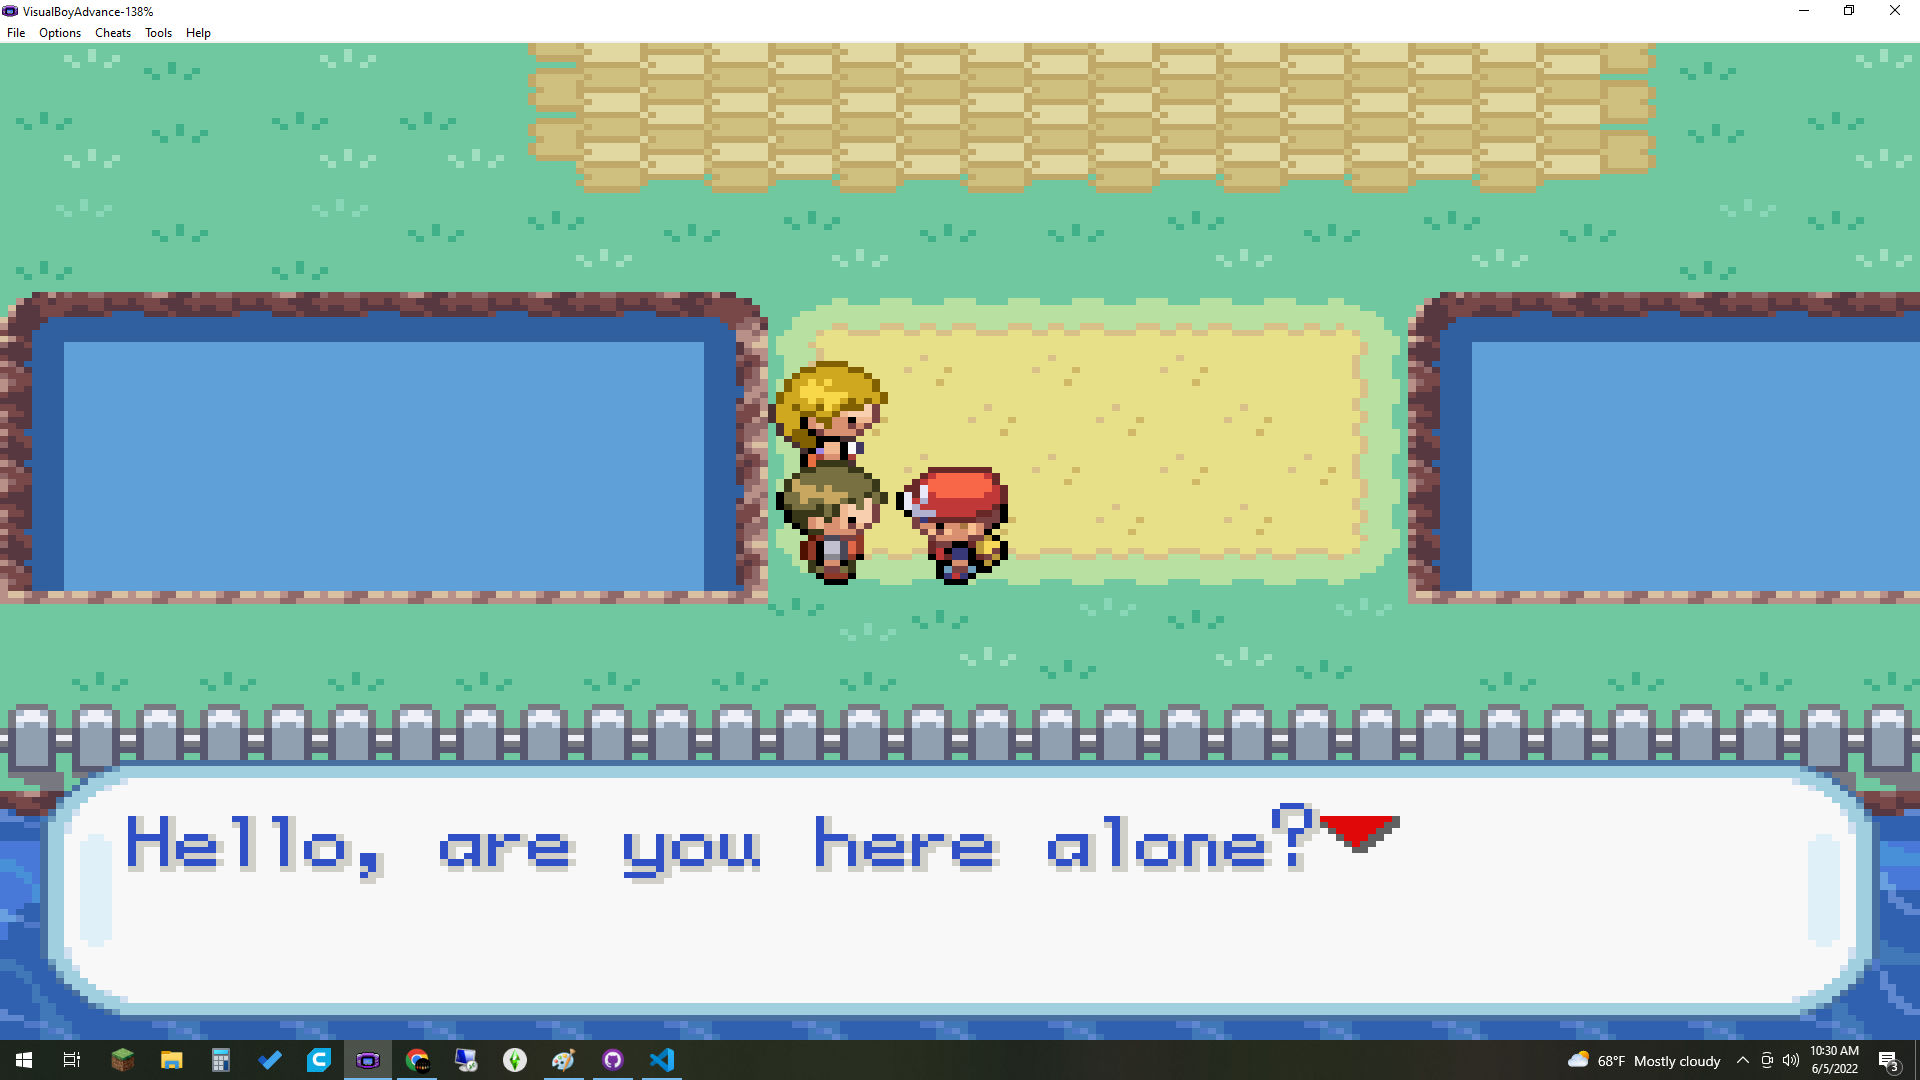 VisualBoyAdvance-138%
File Options Cheats Tools Help
Hello, are you here alone?
68°F Mostly cloudy
10:30 AM
6/5/2022
3